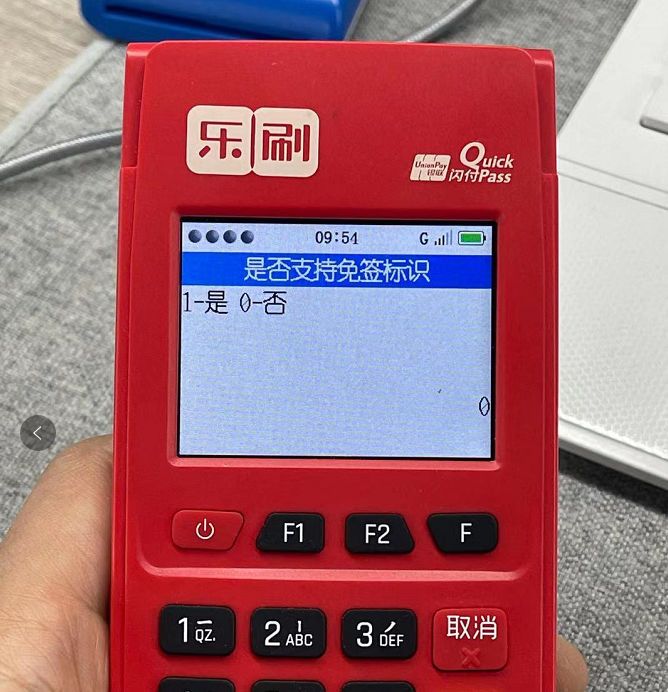 乐刷
UnionPay 银联 Quick
闪付Pass
09:54 G
是否支持免签标识
1-是 0-否
0
F1 F2 F
1 QZ. 2 ABC 3 DEF 取消